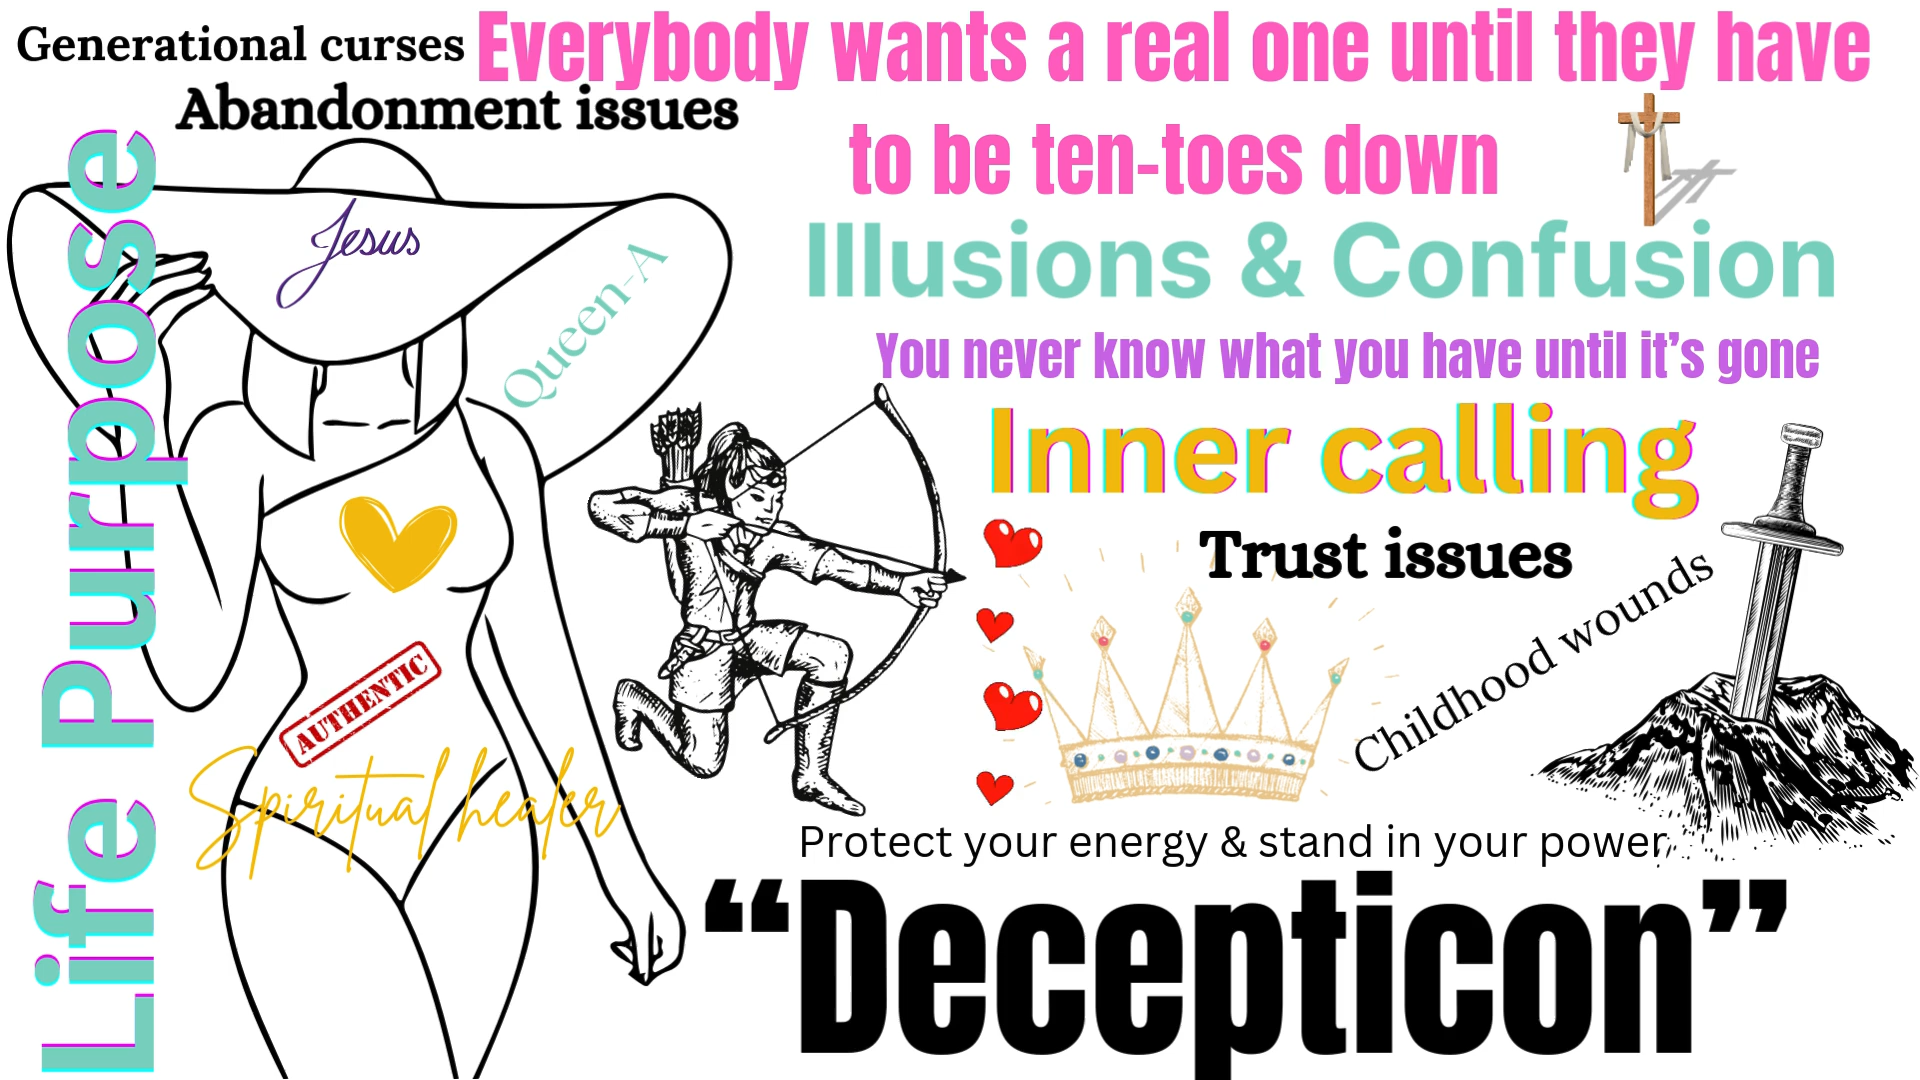 Generational curses
Everybody wants a real one until they have
to be ten-toes down
Abandonment issues
Life Purpose
Jesus
Queen-A
Illusions & Confusion
You never know what you have until it’s gone
Inner calling
Trust issues
Childhood wounds
AUTHENTIC
Spiritual healer
Protect your energy & stand in your power
“Decepticon”